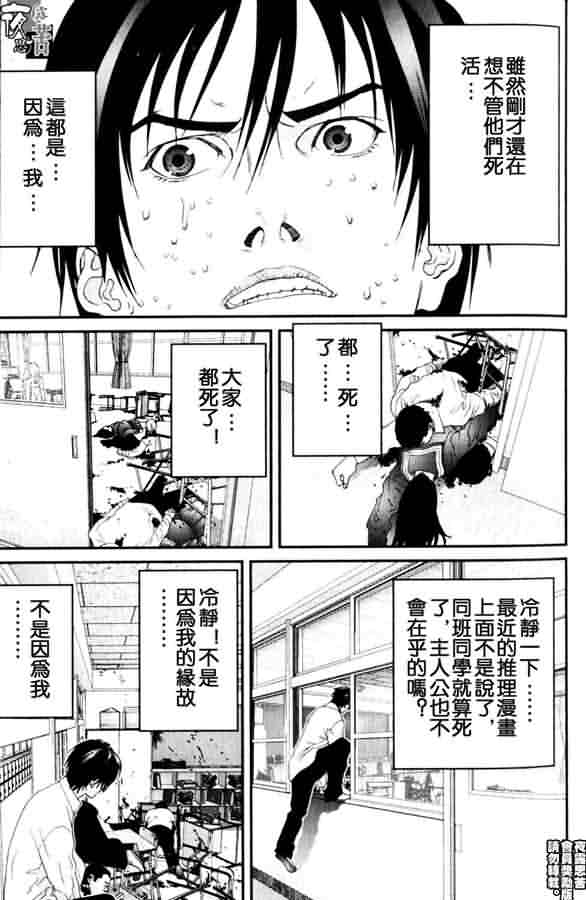 雖然剛才還在
想不管他們死
活…
這都是…
因為…我…
都…死…
了……
大家…
都死了！
冷靜一下……
最近的推理漫畫
上面不是說了，
同班同學就算死
了，主人公也不
會在乎的嗎?
冷靜！不是
因為我的緣故
………
不是因為我
………